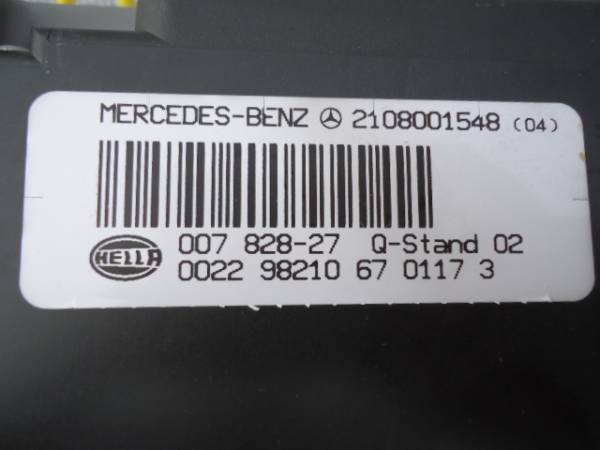 MERCEDES-BENZ 2108001548 (04)
HELLA 007 828-27 Q-Stand 02
0022 98210 67 0117 3